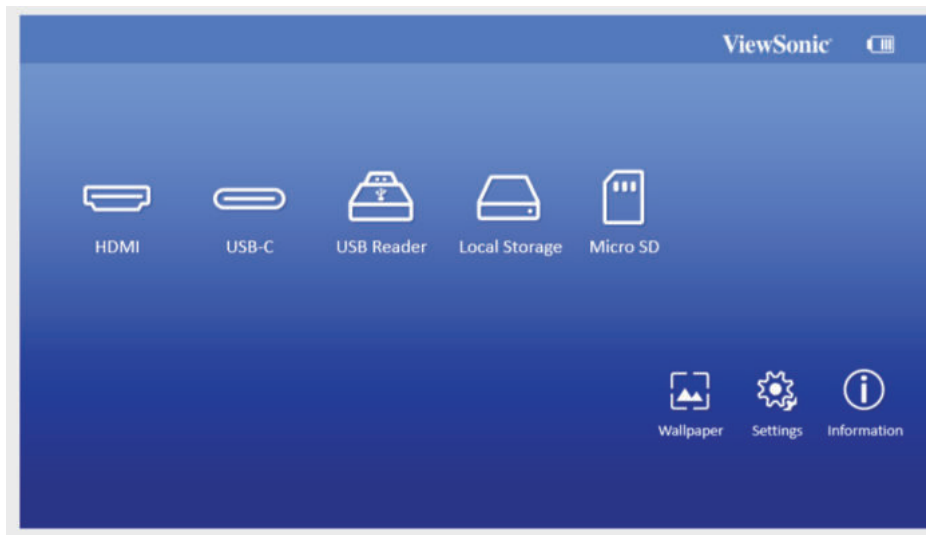 ViewSonic
HDMI USB-C USB Reader Local Storage Micro SD
Wallpaper Settings Information